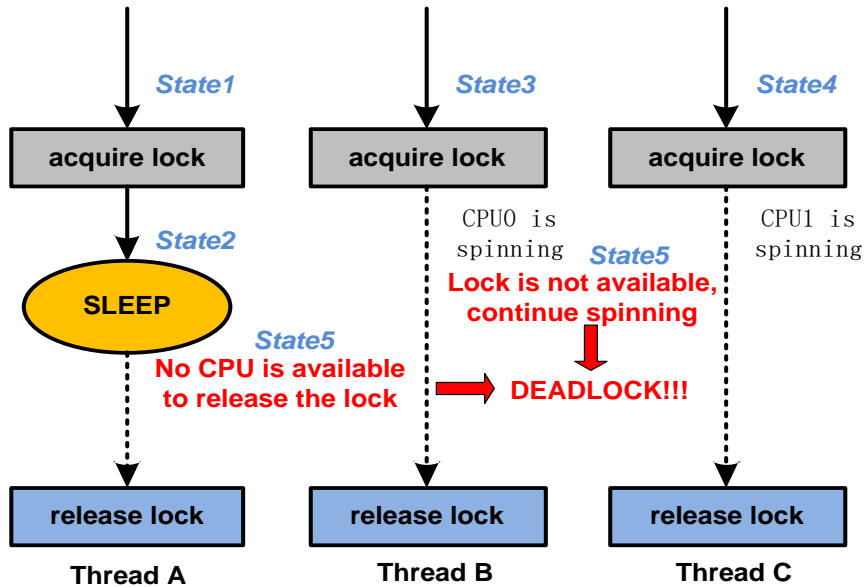 State1
State3
State4
acquire lock
acquire lock
acquire lock
State2
CPU0 is
spinning
CPU1 is
spinning
SLEEP
State5
Lock is not available,
continue spinning
State5
No CPU is available
to release the lock
DEADLOCK!!!
release lock
release lock
release lock
Thread A
Thread B
Thread C